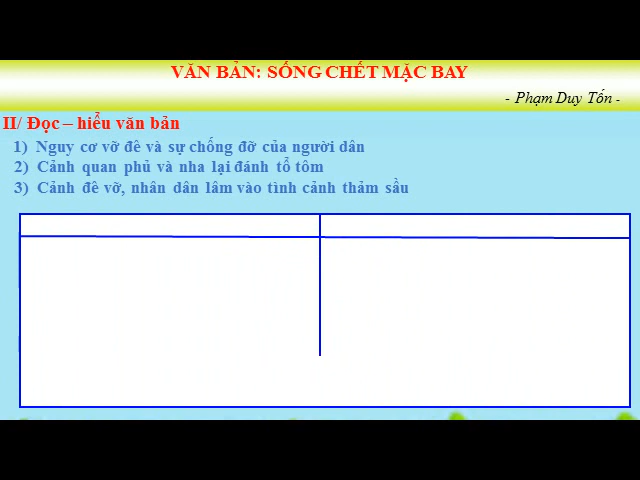 VĂN BẢN: SỐNG CHẾT MẶC BAY
- Phạm Duy Tốn -
II/ Đọc – hiểu văn bản
1) Nguy cơ vỡ đê và sự chống đỡ của người dân
2) Cảnh quan phủ và nha lại đánh tổ tôm
3) Cảnh đê vỡ, nhân dân lâm vào tình cảnh thảm sầu